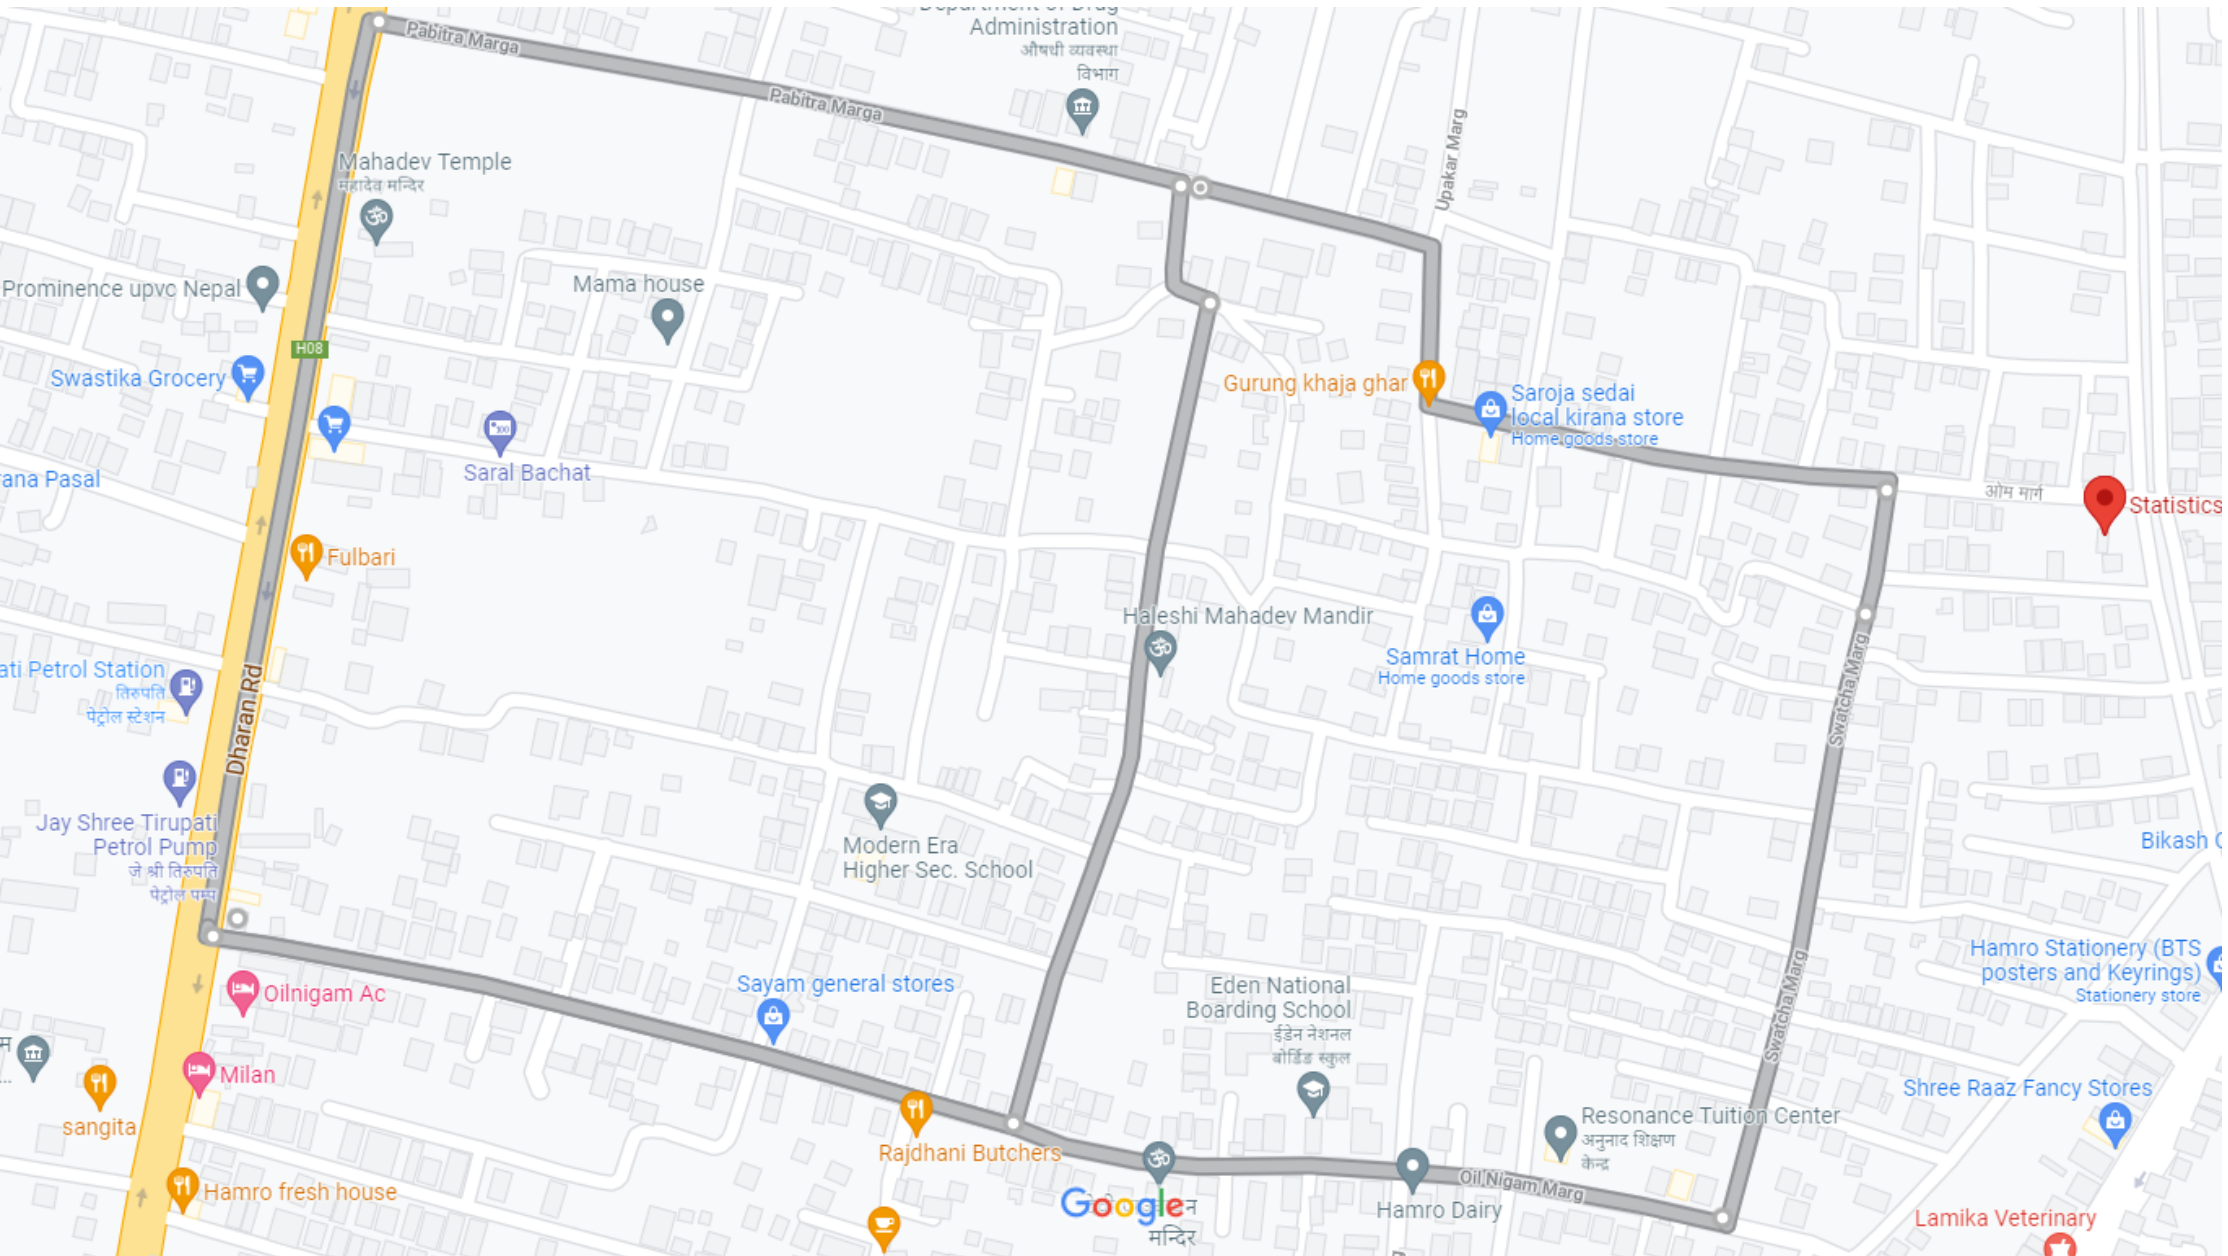 Department of Drug
Administration
औषधी व्यवस्था
विभाग
Pabitra Marga
Pabitra Marga
Upakar Marg
Mahadev Temple
महादेव मन्दिर
Prominence upvc Nepal
Mama house
H08
Swastika Grocery
Gurung khaja ghar
Saroja sedai
local kirana store
Home goods store
Saral Bachat
rana Pasal
ओम मार्ग
Statistics
Fulbari
Haleshi Mahadev Mandir
Samrat Home
Home goods store
ati Petrol Station
तिरुपति
पेट्रोल स्टेशन
Dharan Rd
Swatcha Marg
Jay Shree Tirupati
Petrol Pump
जे श्री तिरुपति
पेट्रोल पम्प
Modern Era
Higher Sec. School
Bikash
Hamro Stationery (BTS
posters and Keyrings)
Stationery store
Sayam general stores
Oilnigam Ac
Eden National
Boarding School
ईडेन नेशनल
बोर्डिङ स्कुल
Swatcha Marg
Milan
sangita
Shree Raaz Fancy Stores
Resonance Tuition Center
अनुनाद शिक्षण
केन्द्र
Rajdhani Butchers
Oil Nigam Marg
Hamro fresh house
Google
Hamro Dairy
मन्दिर
Lamika Veterinary